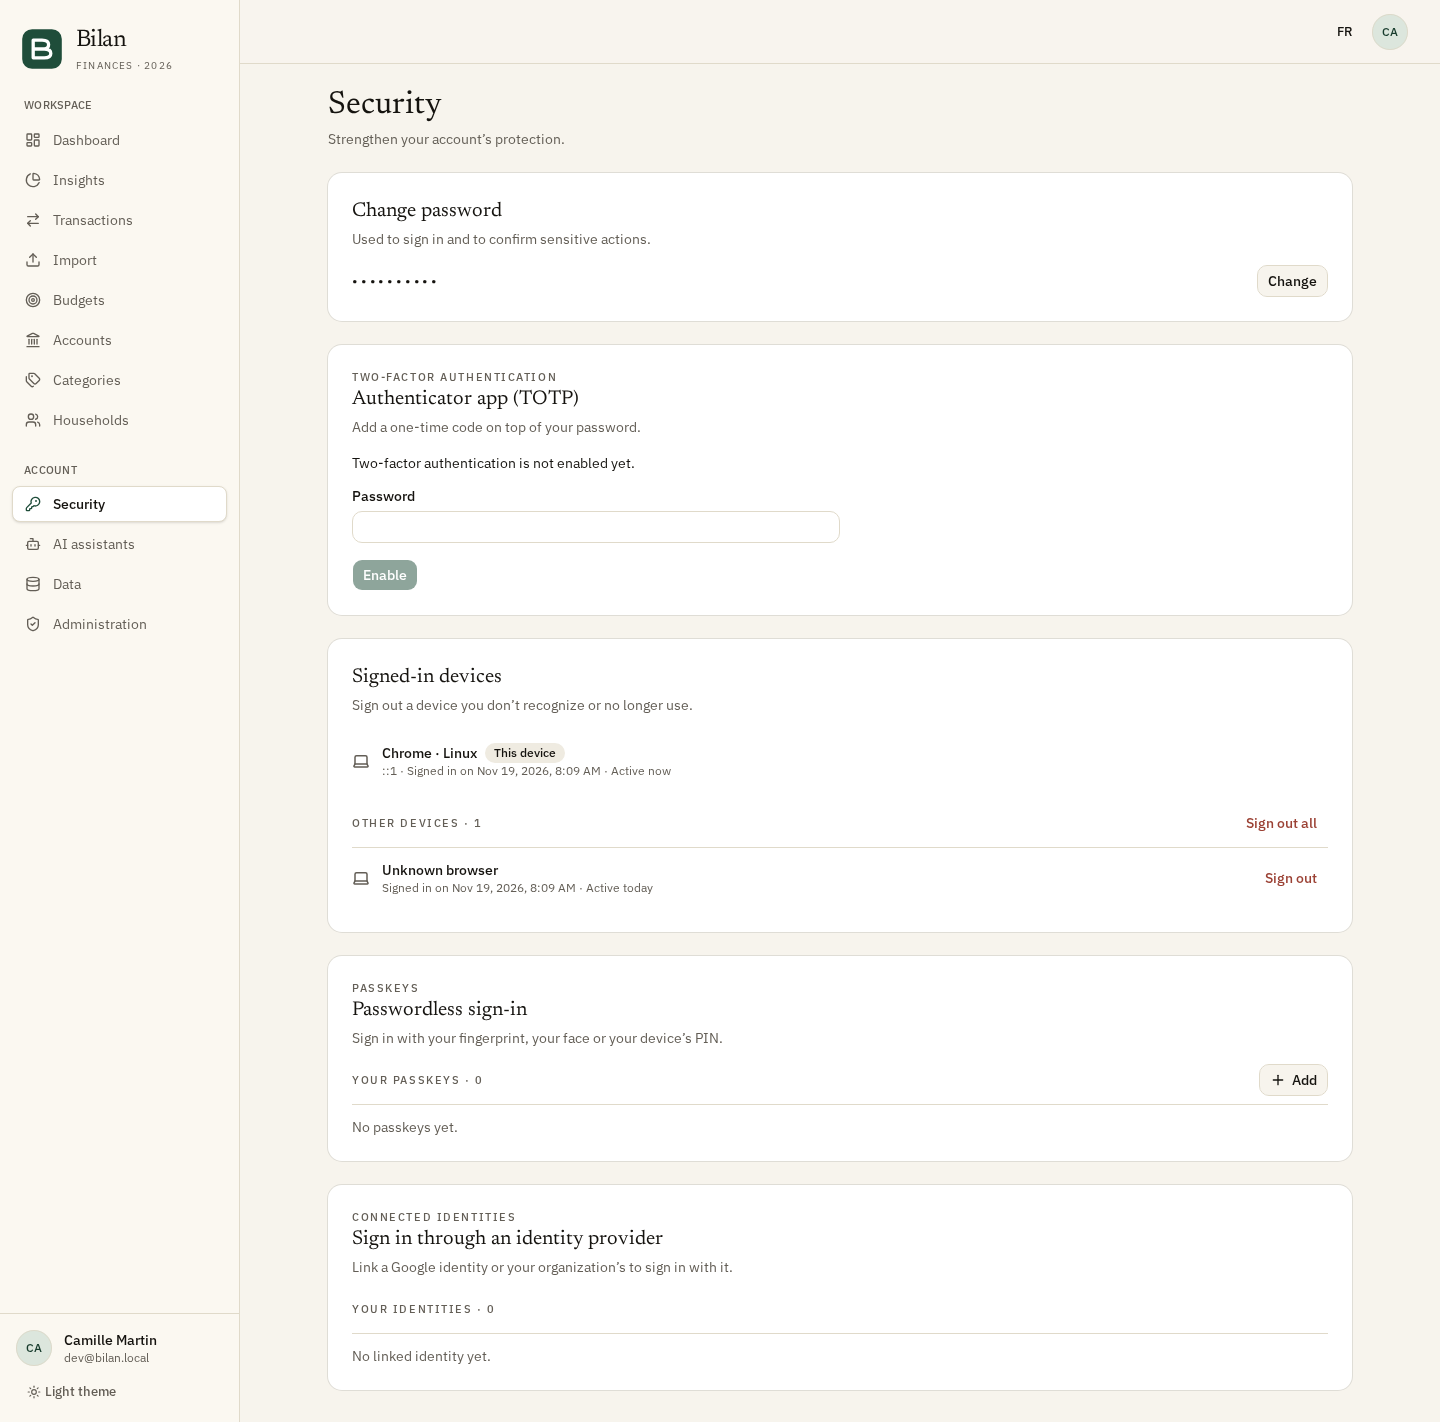 Bilan
FINANCES · 2026
WORKSPACE
Dashboard
Insights
Transactions
Import
Budgets
Accounts
Categories
Households
ACCOUNT
Security
AI assistants
Data
Administration
CA
Camille Martin
dev@bilan.local
Light theme
FR
CA
Security
Strengthen your account’s protection.
Change password
Used to sign in and to confirm sensitive actions.
••••••••••
Change
TWO-FACTOR AUTHENTICATION
Authenticator app (TOTP)
Add a one-time code on top of your password.
Two-factor authentication is not enabled yet.
Password
Enable
Signed-in devices
Sign out a device you don’t recognize or no longer use.
Chrome · Linux This device
::1 · Signed in on Nov 19, 2026, 8:09 AM · Active now
OTHER DEVICES · 1 Sign out all
Unknown browser
Signed in on Nov 19, 2026, 8:09 AM · Active today
Sign out
PASSKEYS
Passwordless sign-in
Sign in with your fingerprint, your face or your device’s PIN.
YOUR PASSKEYS · 0 Add
No passkeys yet.
CONNECTED IDENTITIES
Sign in through an identity provider
Link a Google identity or your organization’s to sign in with it.
YOUR IDENTITIES · 0
No linked identity yet.